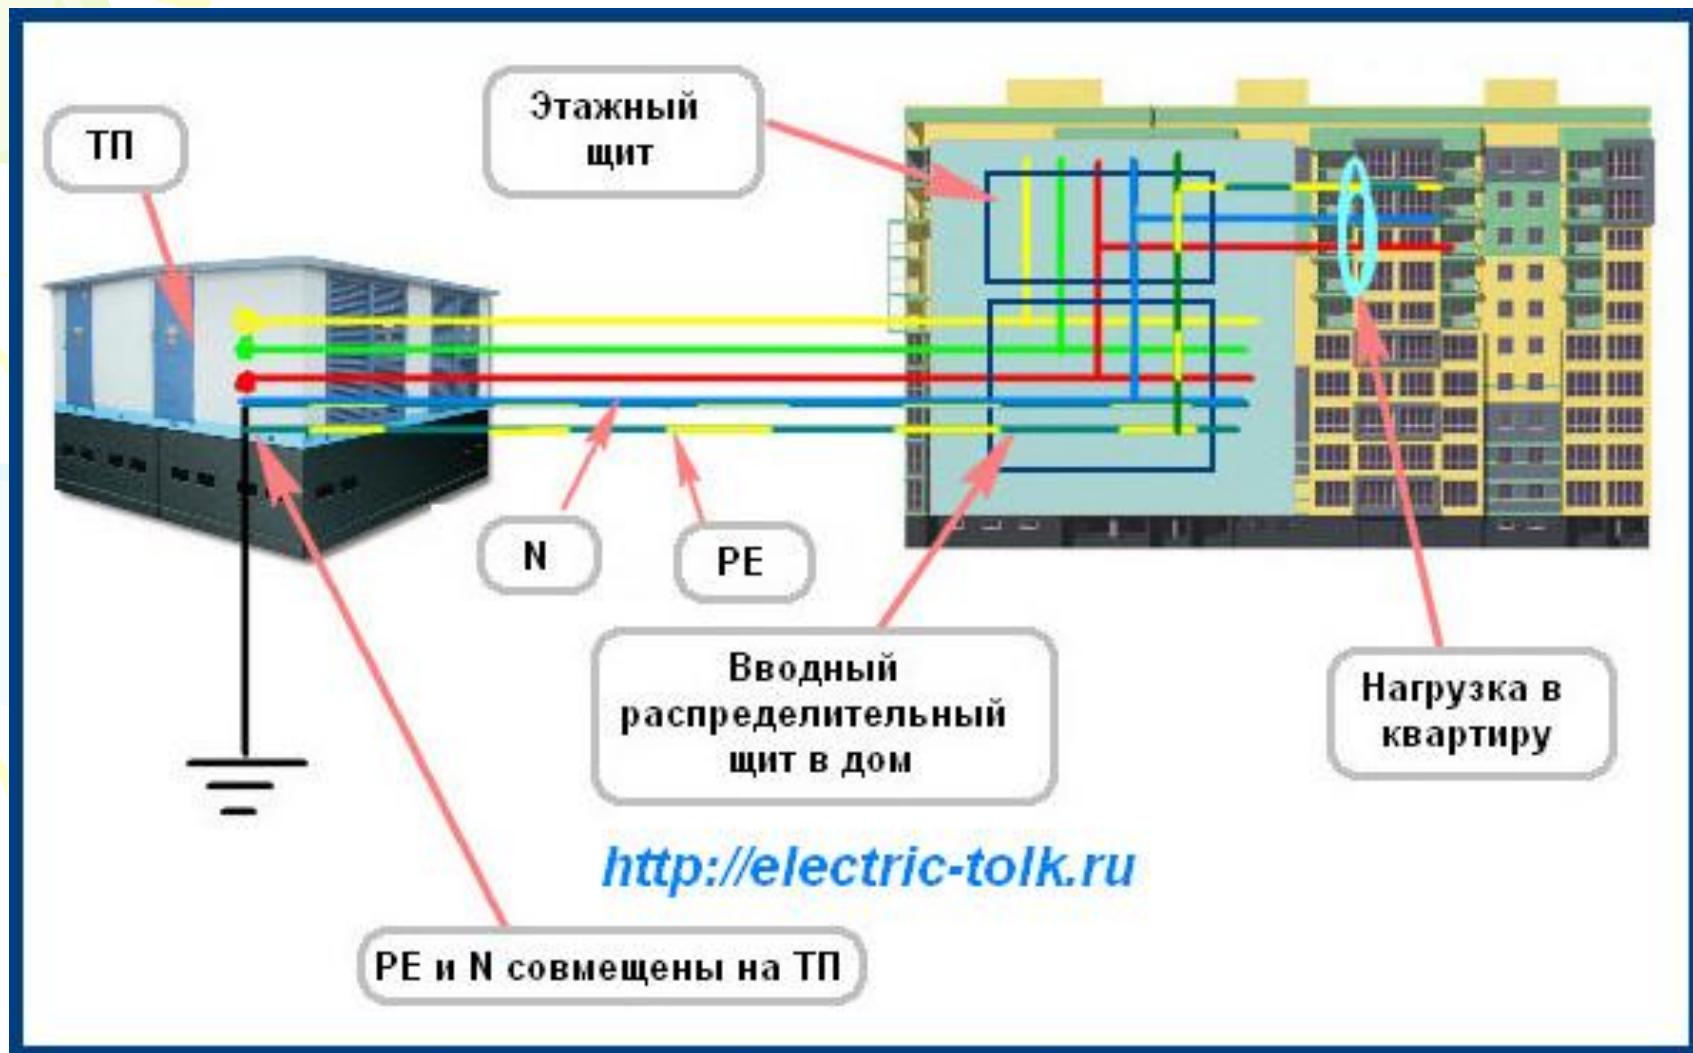 ТП
Этажный
щит
N
PE
Вводный
распределительный
щит в дом
Нагрузка в
квартиру
http://electric-tolk.ru
PE и N совмещены на ТП